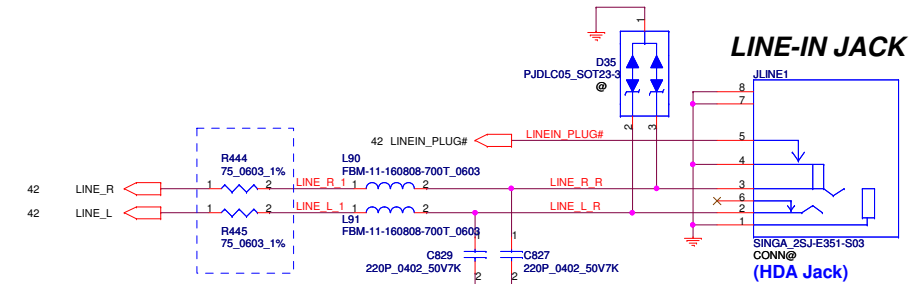 LINE-IN JACK
1
D35
PJDLC05_SOT23-3
@
2
3
JLINE1
8
7
42 LINEIN_PLUG#
LINEIN_PLUG#
5
4
R444
75_0603_1%
L90
FBM-11-160808-700T_0603
42 LINE_R
1
2
LINE_R_1
1
2
LINE_R_R
3
6
42 LINE_L
1
2
LINE_L_1
1
2
LINE_L_R
2
1
R445
75_0603_1%
L91
FBM-11-160808-700T_0603
1
1
C829
220P_0402_50V7K
2
C827
220P_0402_50V7K
2
SINGA_2SJ-E351-S03
CONN@
(HDA Jack)